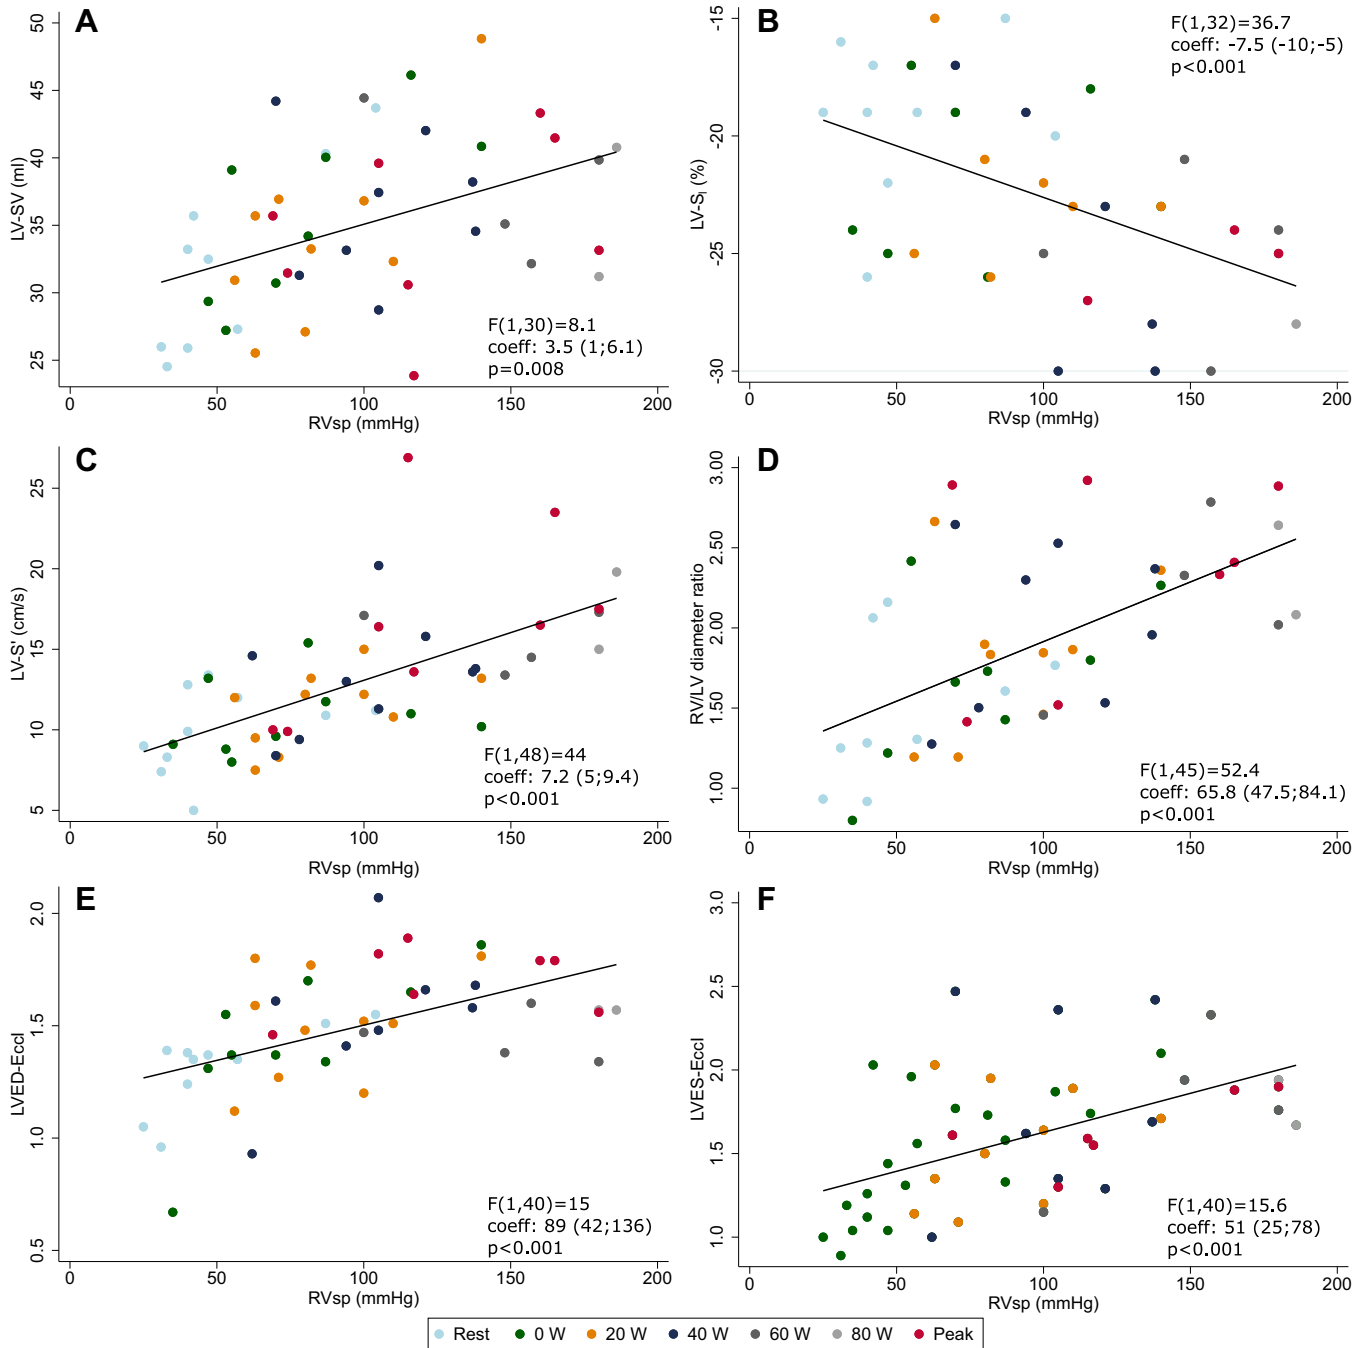 A
50
45
40
35
30
25
LV-SV (ml)
F(1,30)=8.1
coeff: 3.5 (1;6.1)
p=0.008
0
50
100
150
200
RVsp (mmHg)
B
-15
-20
-25
-30
LV-Sl (%)
F(1,32)=36.7
coeff: -7.5 (-10;-5)
p<0.001
0
50
100
150
200
RVsp (mmHg)
C
25
20
15
10
5
LV-S' (cm/s)
F(1,48)=44
coeff: 7.2 (5;9.4)
p<0.001
0
50
100
150
200
RVsp (mmHg)
D
3.00
2.50
2.00
1.50
1.00
RV/LV diameter ratio
F(1,45)=52.4
coeff: 65.8 (47.5;84.1)
p<0.001
0
50
100
150
200
RVsp (mmHg)
E
2.0
1.5
1.0
0.5
LVED-EccI
F(1,40)=15
coeff: 89 (42;136)
p<0.001
0
50
100
150
200
RVsp (mmHg)
F
3.0
2.5
2.0
1.5
1.0
LVES-EccI
F(1,40)=15.6
coeff: 51 (25;78)
p<0.001
0
50
100
150
200
RVsp (mmHg)
Rest 0 W 20 W 40 W 60 W 80 W Peak